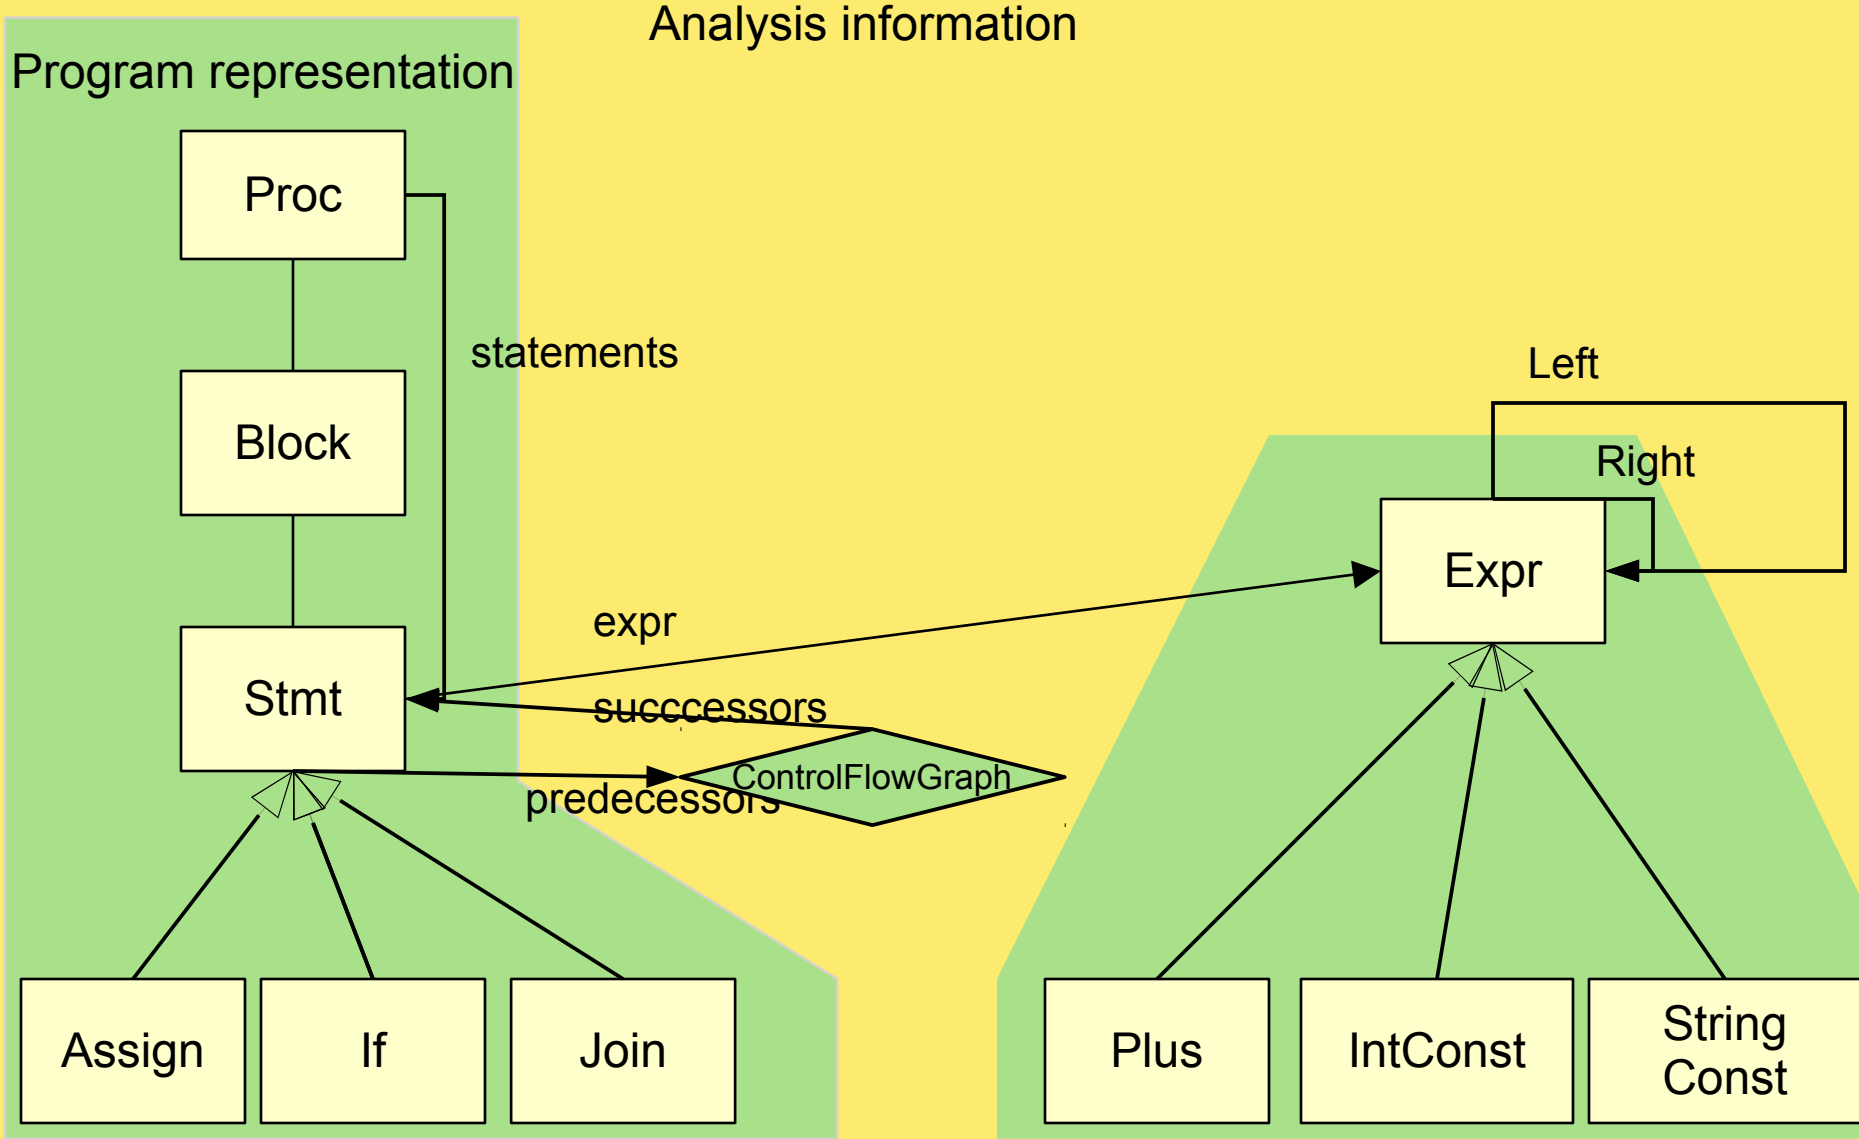 Analysis information
Program representation
Proc
statements
Left
Block
Right
Expr
expr
Stmt
succcessors
ControlFlowGraph
predecessors
Assign
If
Join
Plus
IntConst
String
Const